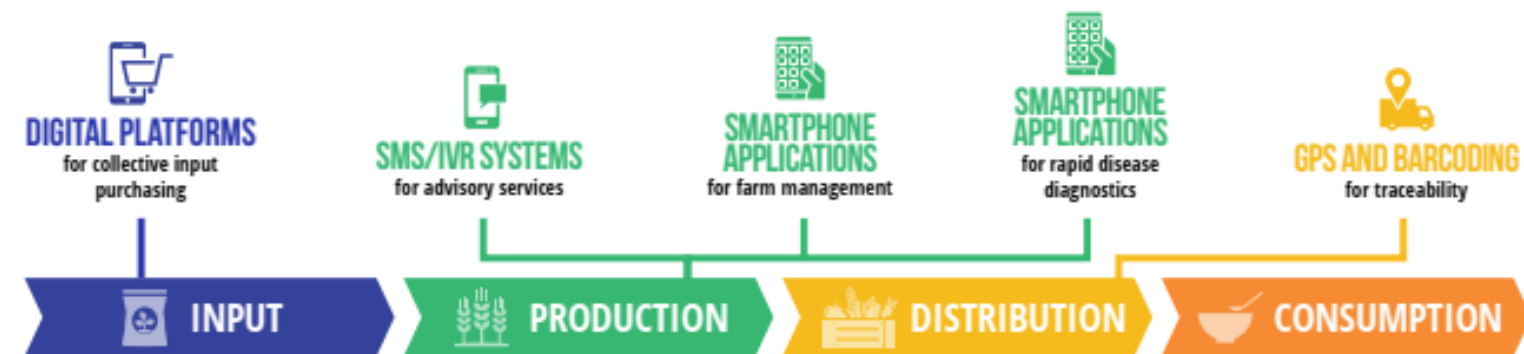 DIGITAL PLATFORMS
for collective input
purchasing
SMS/IVR SYSTEMS
for advisory services
SMARTPHONE
APPLICATIONS
for farm management
SMARTPHONE
APPLICATIONS
for rapid disease
diagnostics
GPS AND BARCODING
for traceability
INPUT
PRODUCTION
DISTRIBUTION
CONSUMPTION